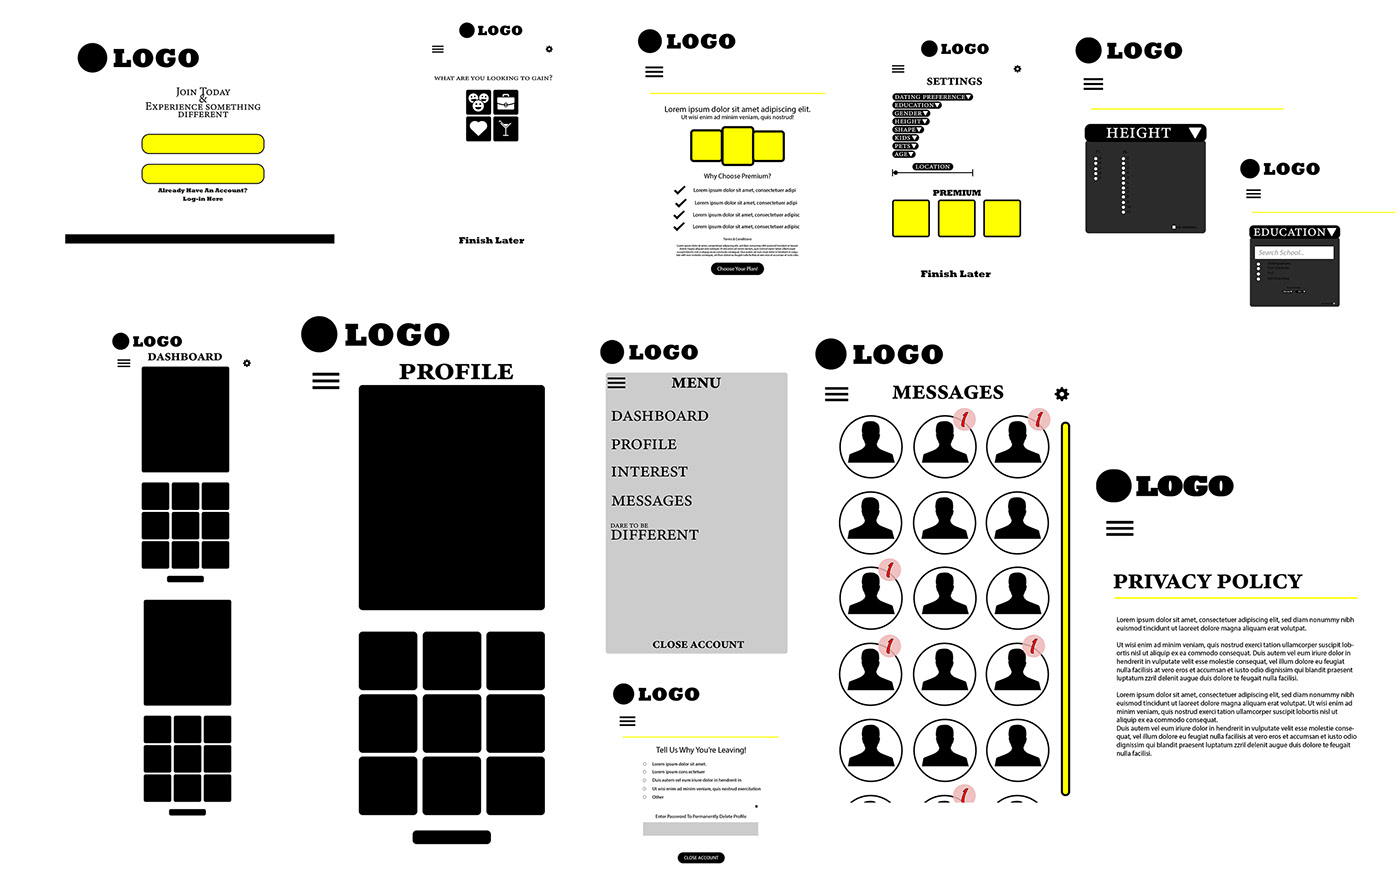 LOGO
Join Today
&
Experience something
different
Already Have An Account?
Log-in Here
LOGO
what are you looking to gain?
Finish Later
LOGO
Lorem ipsum dolor sit amet adipiscing elit.
Ut wisi enim ad minim veniam, quis nostrud!
Why Choose Premium?
Lorem ipsum dolor sit amet, consectetuer adipi
Lorem ipsum dolor sit amet, consectetuer adipi
Lorem ipsum dolor sit amet, consectetuer adipisc
Lorem ipsum dolor sit amet, consectetuer adipisc
Terms & Conditions
Choose Your Plan!
LOGO
SETTINGS
DATING PREFERENCE
EDUCATION
GENDER
HEIGHT
SHAPE
KIDS
PETS
AGE
LOCATION
PREMIUM
Finish Later
LOGO
HEIGHT
LOGO
EDUCATION
Search School...
LOGO
DASHBOARD
LOGO
PROFILE
LOGO
MENU
DASHBOARD
PROFILE
INTEREST
MESSAGES
DARE TO BE
DIFFERENT
CLOSE ACCOUNT
LOGO
Tell Us Why You're Leaving!
Lorem ipsum dolor sit amet.
Lorem ipsum cons ectetuer
Duis autem vel eum iriure dolor in hendrerit in
Ut wisi enim ad minim veniam, quis nostrud exercitation
Other
Enter Password To Permanently Delete Profile
CLOSE ACCOUNT
LOGO
MESSAGES
1
1
1
1
1
1
LOGO
PRIVACY POLICY
Lorem ipsum dolor sit amet, consectetuer adipiscing elit, sed diam nonummy nibh
euismod tincidunt ut laoreet dolore magna aliquam erat volutpat.
Ut wisi enim ad minim veniam, quis nostrud exerci tation ullamcorper suscipit lob-
ortis nisl ut aliquip ex ea commodo consequat. Duis autem vel eum iriure dolor in
hendrerit in vulputate velit esse molestie consequat, vel illum dolore eu feugiat
nulla facilisis at vero eros et accumsan et iusto odio dignissim qui blandit praesent
luptatum zzril delenit augue duis dolore te feugait nulla facilisi.
Lorem ipsum dolor sit amet, consectetuer adipiscing elit, sed diam nonummy nibh
euismod tincidunt ut laoreet dolore magna aliquam erat volutpat. Ut wisi enim ad
minim veniam, quis nostrud exerci tation ullamcorper suscipit lobortis nisl ut
aliquip ex ea commodo consequat.
Duis autem vel eum iriure dolor in hendrerit in vulputate velit esse molestie conse-
quat, vel illum dolore eu feugiat nulla facilisis at vero eros et accumsan et iusto odio
dignissim qui blandit praesent luptatum zzril delenit augue duis dolore te feugait
nulla facilisi.